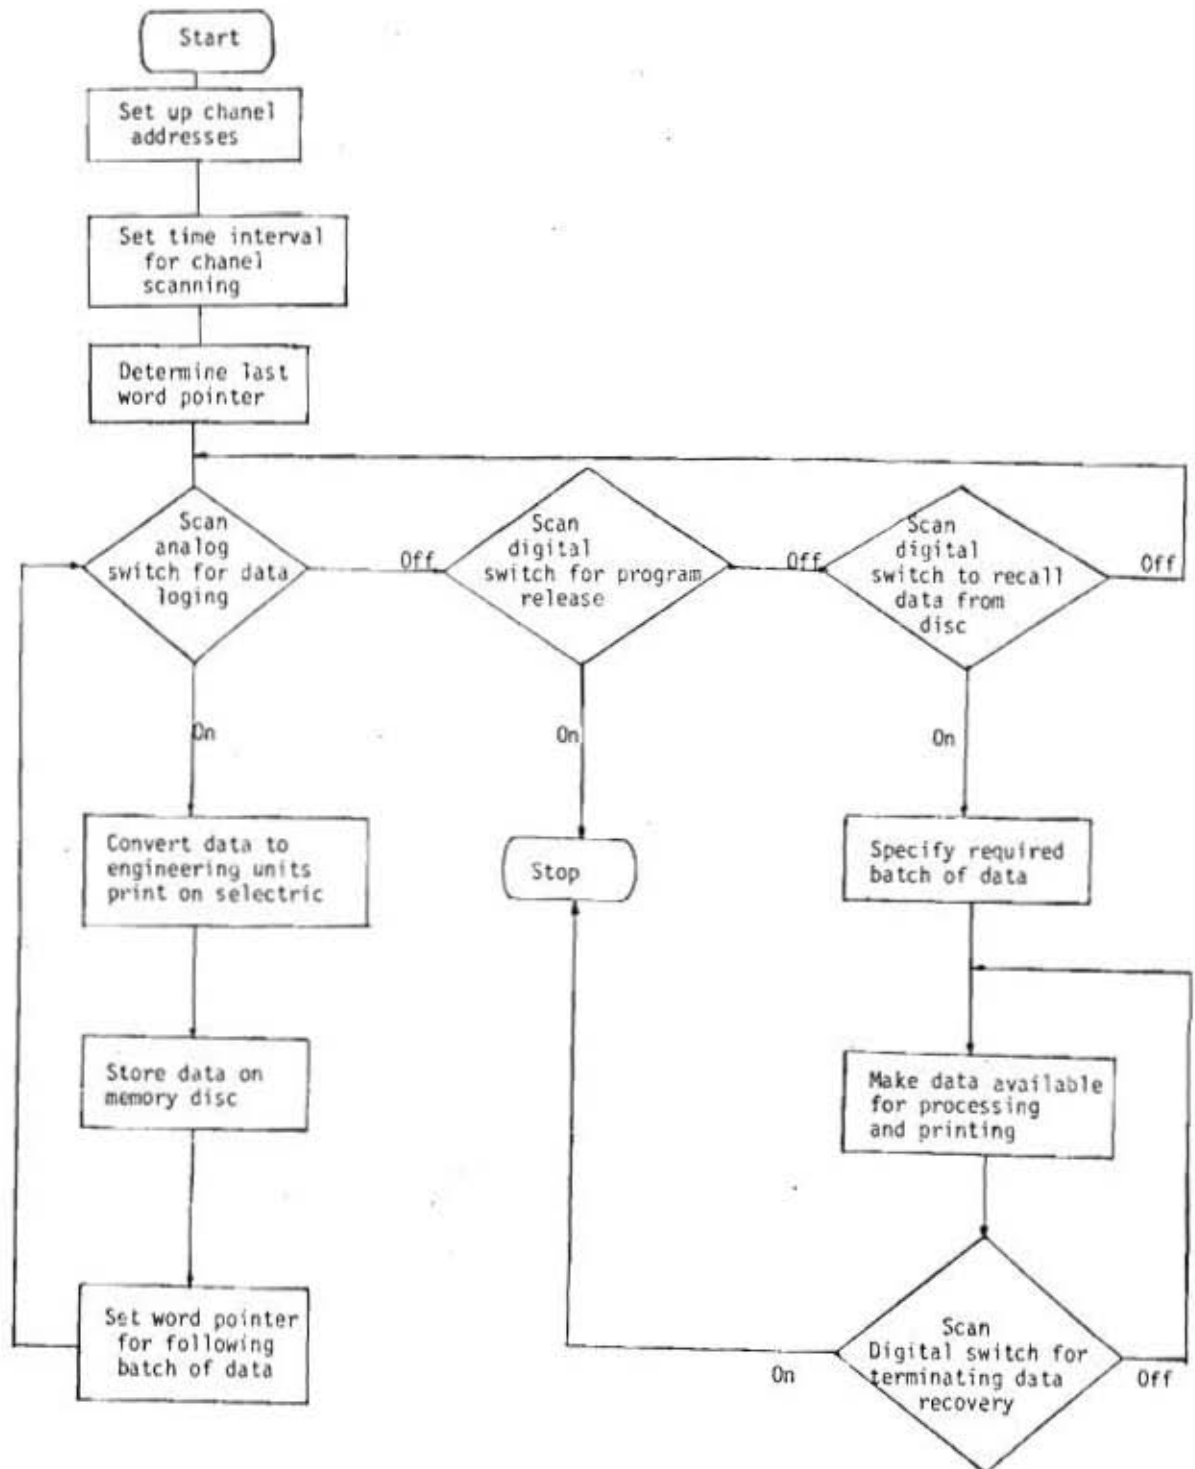 Start
Set up chanel
addresses
Set time interval
for chanel
scanning
Determine last
word pointer
Scan
analog
switch for data
loging
Off
Scan
digital
switch for program
release
Off
Scan
digital
switch to recall
data from
disc
Off
On
On
On
Convert data to
engineering units
print on selectric
Stop
Specify required
batch of data
Store data on
memory disc
Make data available
for processing
and printing
Set word pointer
for following
batch of data
Scan
Digital switch for
terminating data
recovery
On
Off